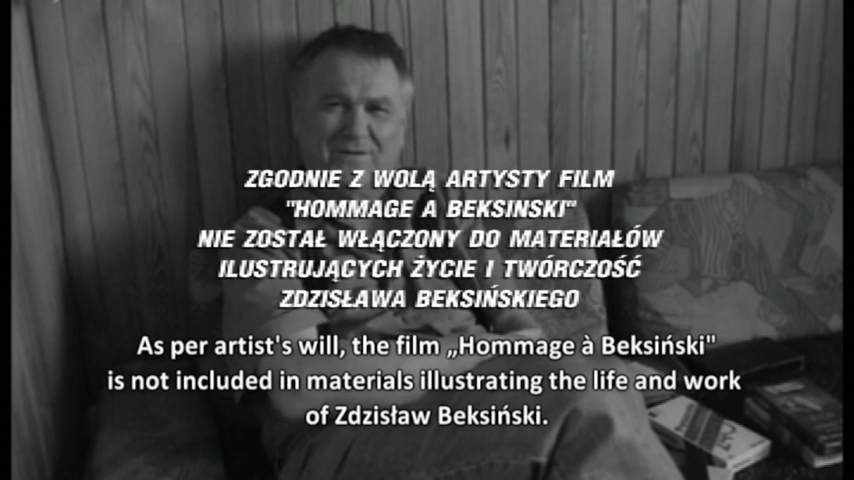 ZGODNIE Z WOLĄ ARTYSTY FILM
"HOMMAGE A BEKSINSKI"
NIE ZOSTAŁ WŁĄCZONY DO MATERIAŁÓW
ILUSTRUJĄCYCH ŻYCIE I TWÓRCZOŚĆ
ZDZISŁAWA BEKSIŃSKIEGO
As per artist's will, the film „Hommage à Beksiński"
is not included in materials illustrating the life and work
of Zdzisław Beksiński.